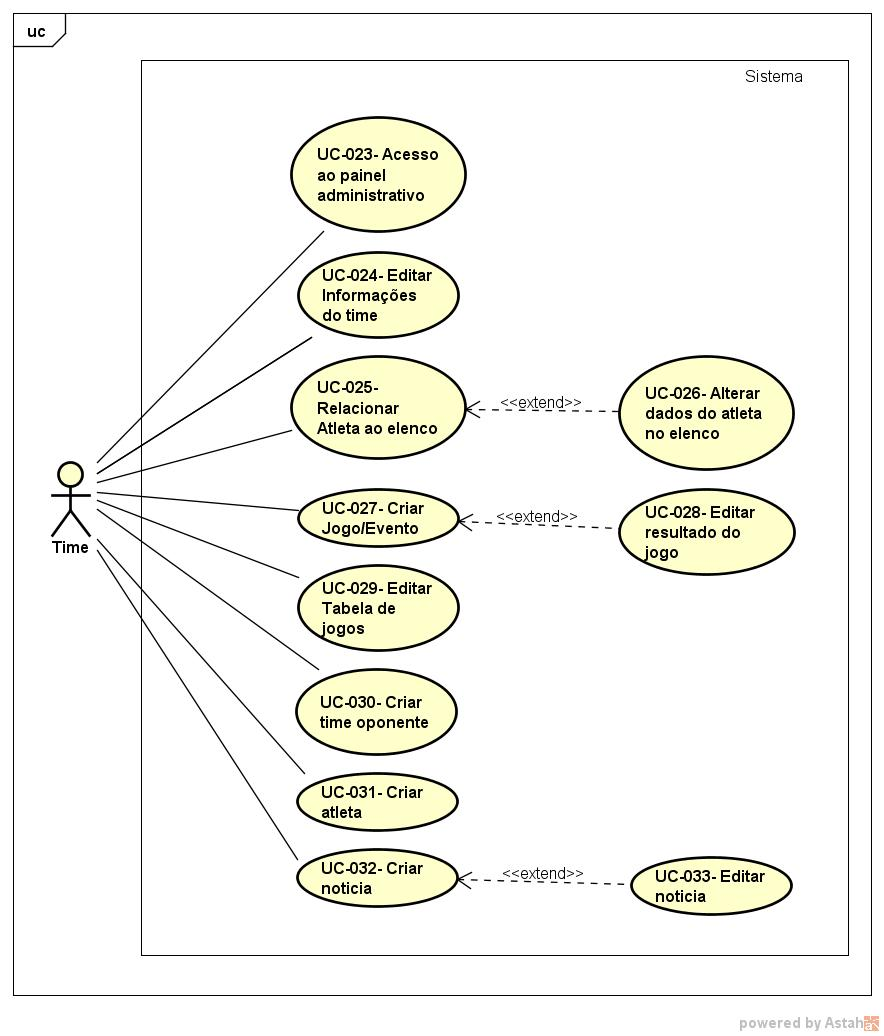 uc
Sistema
UC-023- Acesso
ao painel
administrativo
UC-024- Editar
Informações
do time
UC-025-
Relacionar
Atleta ao elenco
<<extend>>
UC-026- Alterar
dados do atleta
no elenco
UC-027- Criar
Jogo/Evento
<<extend>>
UC-028- Editar
resultado do
jogo
Time
UC-029- Editar
Tabela de
jogos
UC-030- Criar
time oponente
UC-031- Criar
atleta
UC-032- Criar
noticia
<<extend>>
UC-033- Editar
noticia
powered by Astah